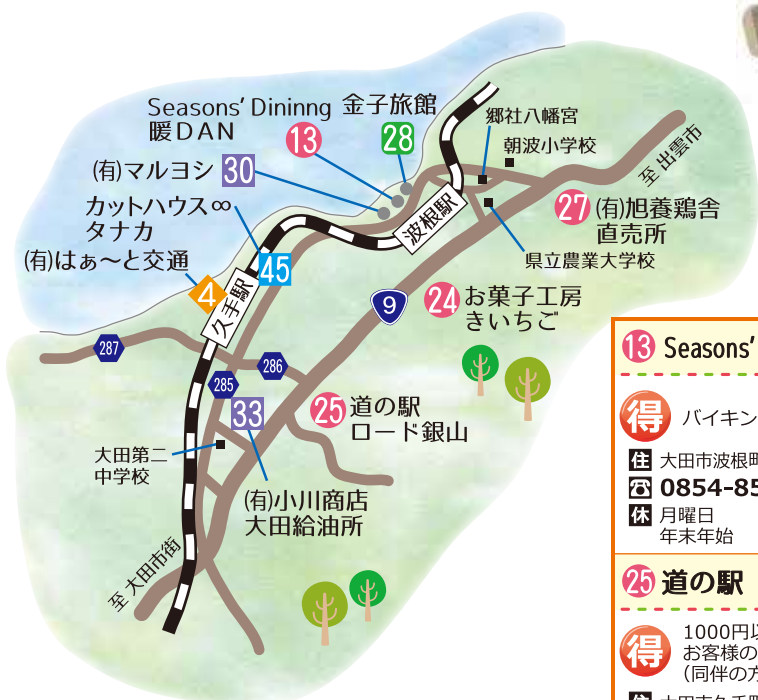 Seasons' Dininng
暖DAN
13
金子旅館
28
郷社八幡宮
朝波小学校
至 出雲市
(有)マルヨシ 30
カットハウス∞
タナカ
45
(有)はぁ～と交通
4
久手駅
波根駅
27 (有)旭養鶏舎
直売所
県立農業大学校
9
24 お菓子工房
きいちご
287
286
285
33
25 道の駅
ロード銀山
大田第二
中学校
(有)小川商店
大田給油所
至 大田市街
13 Seasons'
得 バイキン
住 大田市波根町
☎ 0854-85
休 月曜日
年末年始
25 道の駅
得 1000円以
お客様の
(同伴の方